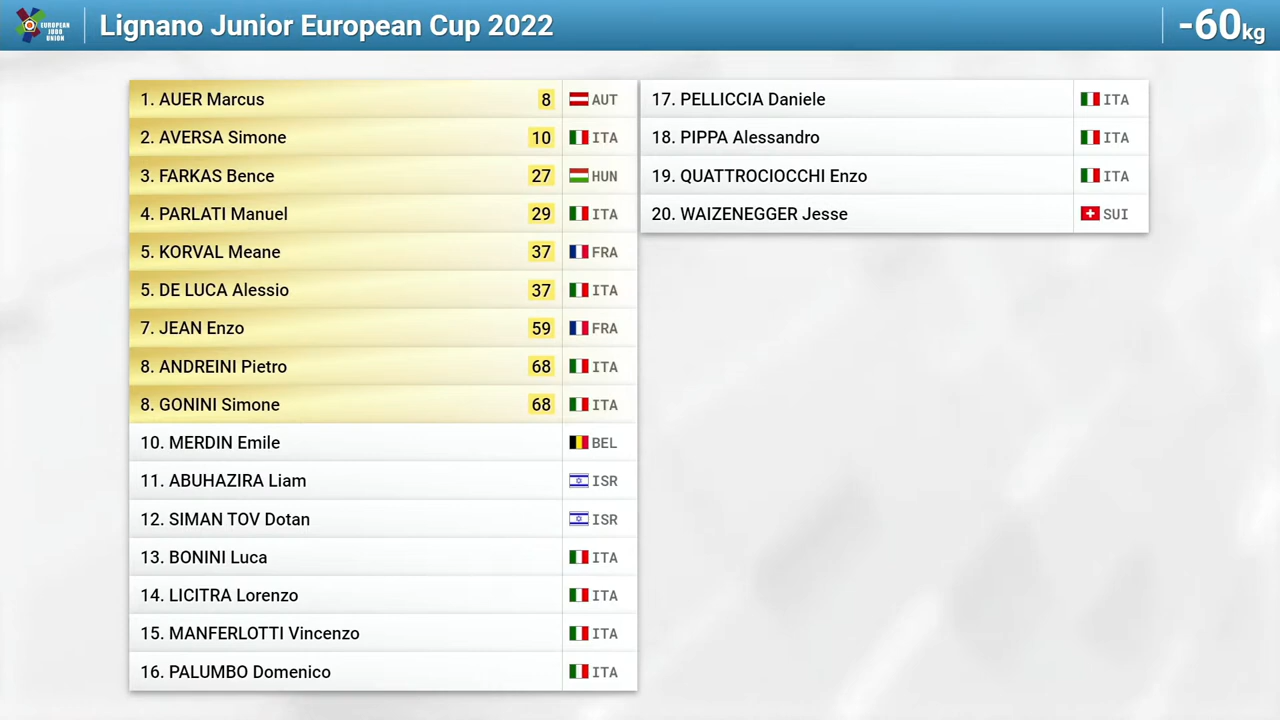 EUROPEAN
JUDO
UNION
Lignano Junior European Cup 2022
-60kg
1. AUER Marcus 8 AUT
2. AVERSA Simone 10 ITA
3. FARKAS Bence 27 HUN
4. PARLATI Manuel 29 ITA
5. KORVAL Meane 37 FRA
5. DE LUCA Alessio 37 ITA
7. JEAN Enzo 59 FRA
8. ANDREINI Pietro 68 ITA
8. GONINI Simone 68 ITA
10. MERDIN Emile BEL
11. ABUHAZIRA Liam ISR
12. SIMAN TOV Dotan ISR
13. BONINI Luca ITA
14. LICITRA Lorenzo ITA
15. MANFERLOTTI Vincenzo ITA
16. PALUMBO Domenico ITA
17. PELLICCIA Daniele ITA
18. PIPPA Alessandro ITA
19. QUATTROCIOCCHI Enzo ITA
20. WAIZENEGGER Jesse SUI